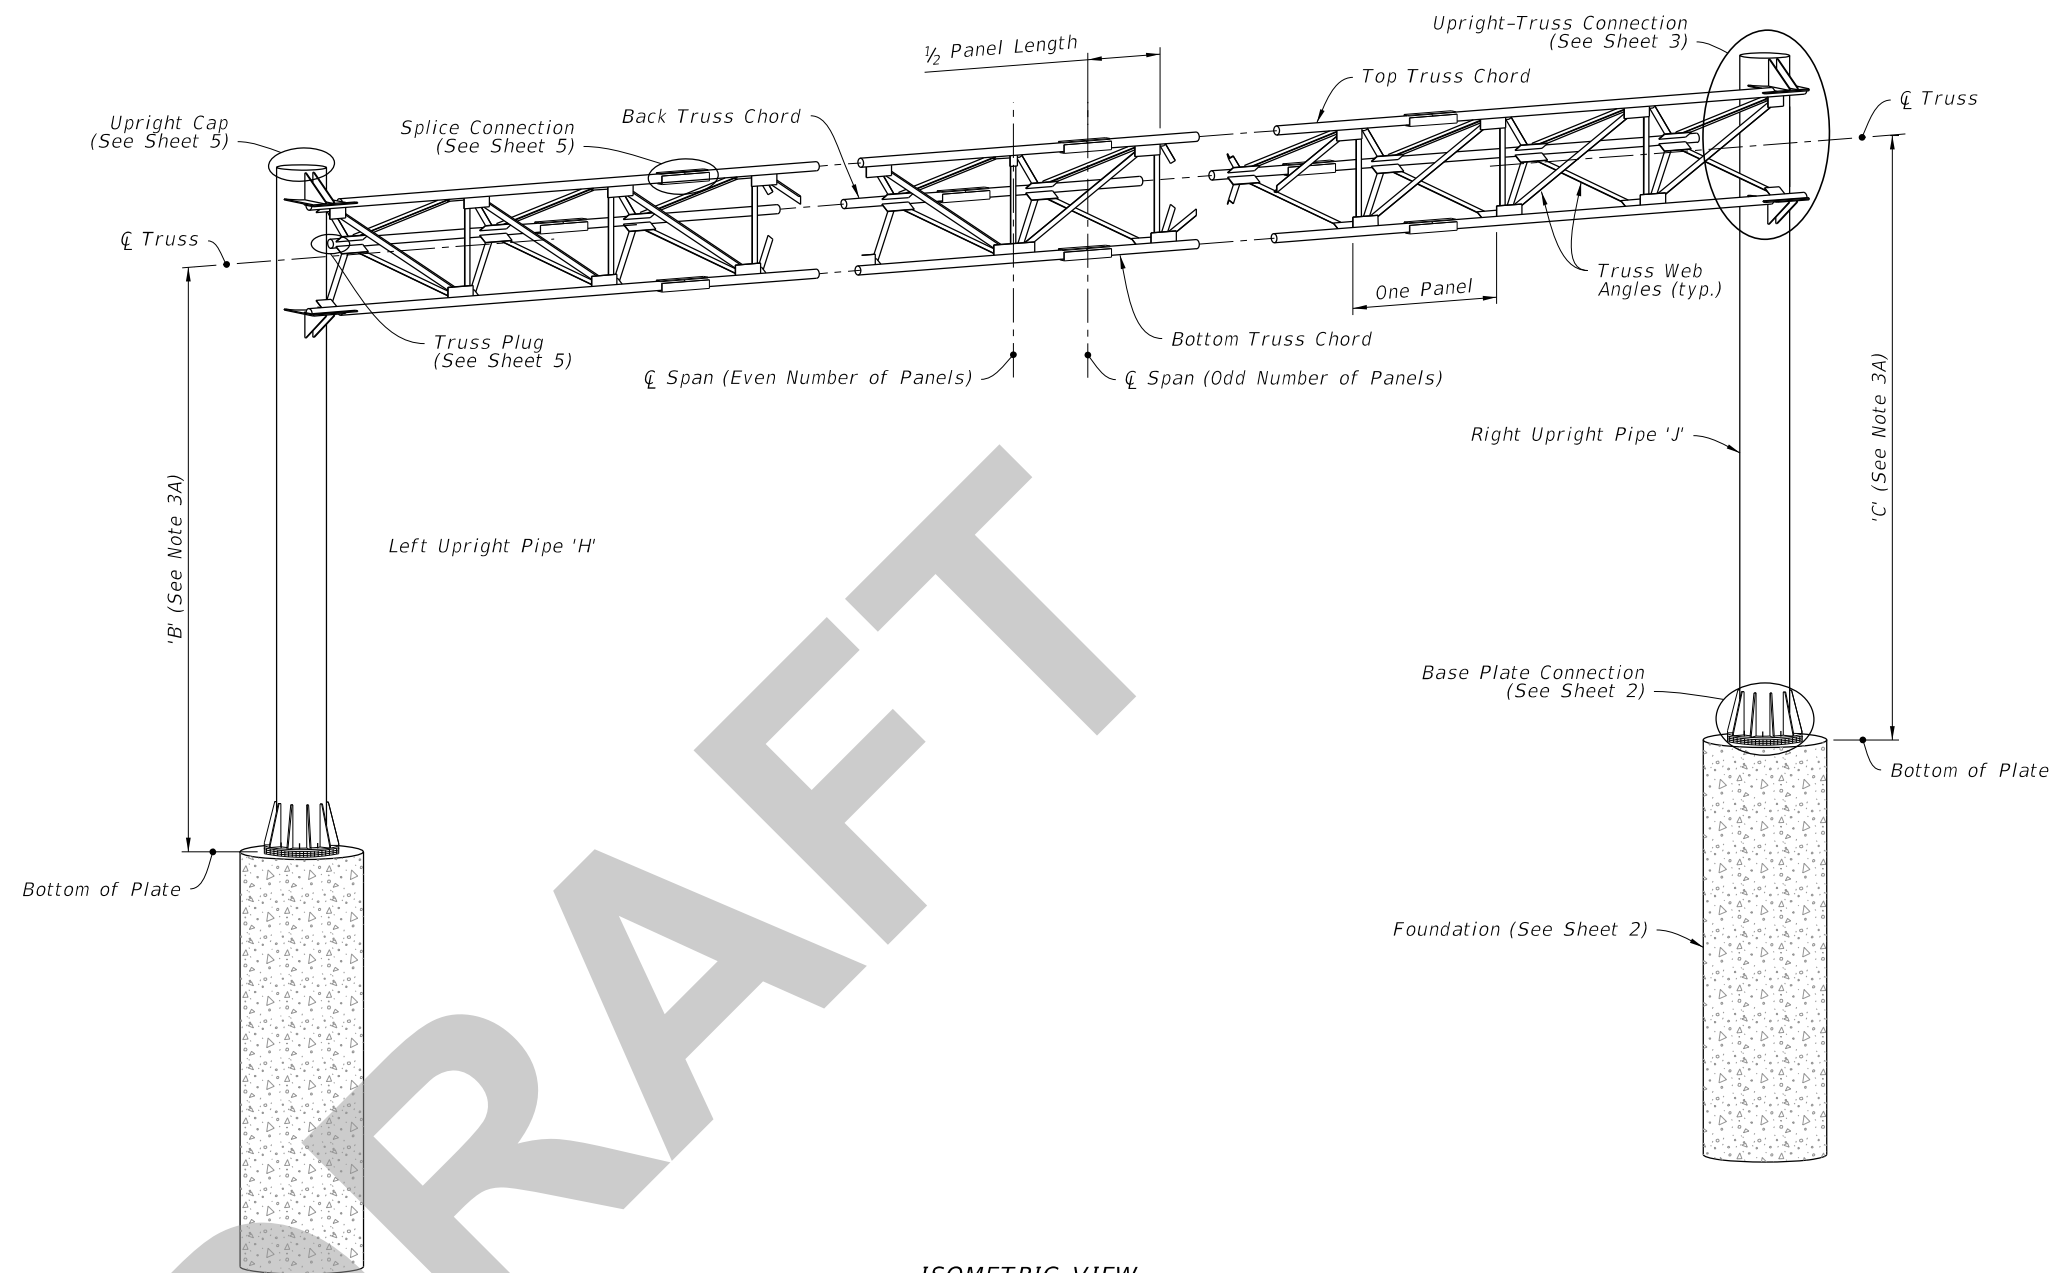 Upright-Truss Connection
(See Sheet 3)
½ Panel Length
Top Truss Chord
℄ Truss
Back Truss Chord
Upright Cap
(See Sheet 5)
Splice Connection
(See Sheet 5)
℄ Truss
Truss Web
Angles (typ.)
One Panel
Bottom Truss Chord
Truss Plug
(See Sheet 5)
℄ Span (Even Number of Panels)
℄ Span (Odd Number of Panels)
Right Upright Pipe 'J'
'C' (See Note 3A)
'B' (See Note 3A)
Left Upright Pipe 'H'
Base Plate Connection
(See Sheet 2)
Bottom of Plate
Bottom of Plate
Foundation (See Sheet 2)
DRAFT
ISOMETRIC VIEW